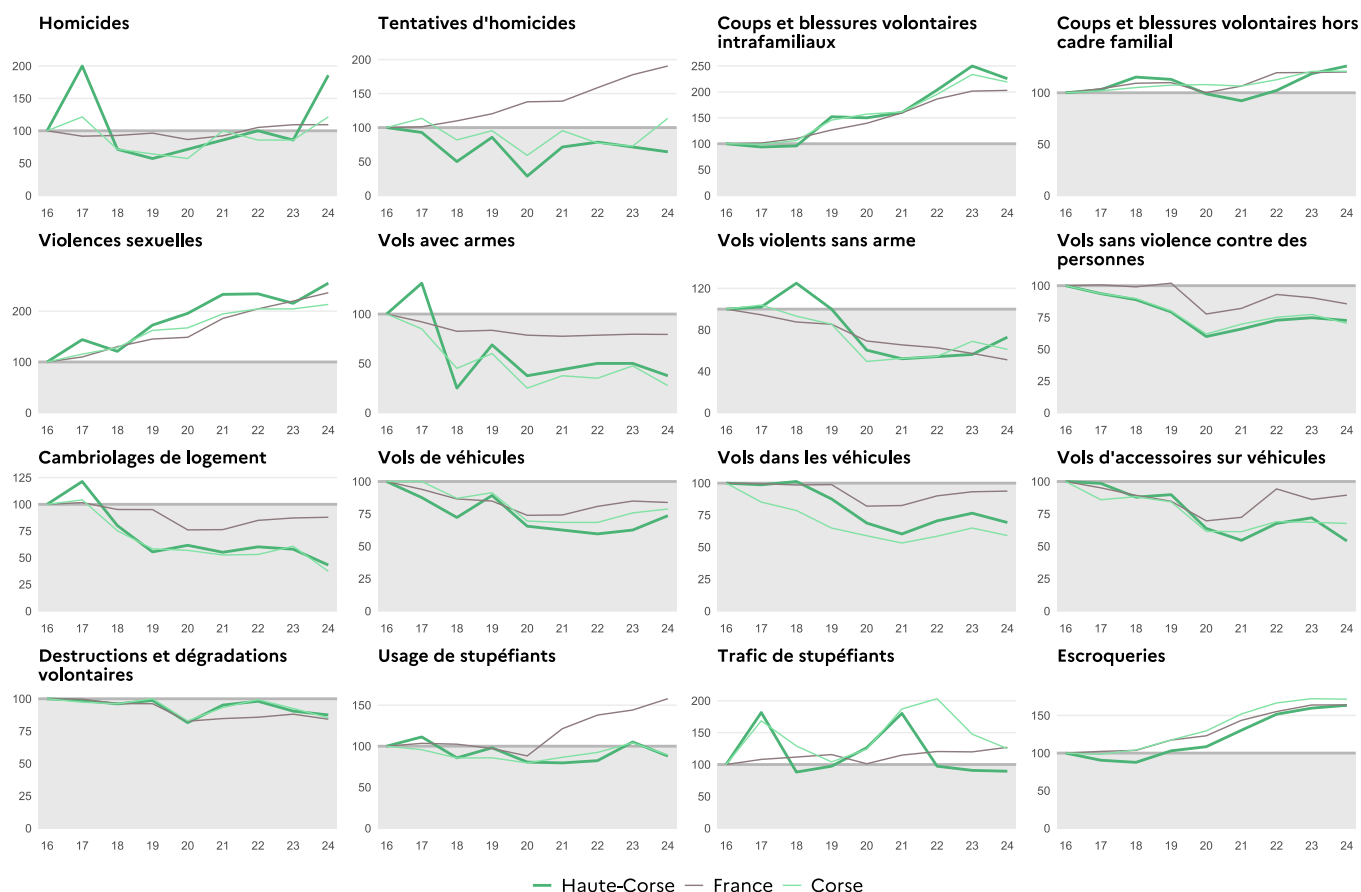 Homicides
200
150
100
50
0
16 17 18 19 20 21 22 23 24
Tentatives d'homicides
200
150
100
50
0
16 17 18 19 20 21 22 23 24
Coups et blessures volontaires
intrafamiliaux
250
200
150
100
50
0
16 17 18 19 20 21 22 23 24
Coups et blessures volontaires hors
cadre familial
100
0
16 17 18 19 20 21 22 23 24
Violences sexuelles
200
100
0
16 17 18 19 20 21 22 23 24
Vols avec armes
100
50
0
16 17 18 19 20 21 22 23 24
Vols violents sans arme
120
80
40
0
16 17 18 19 20 21 22 23 24
Vols sans violence contre des
personnes
100
75
50
25
0
16 17 18 19 20 21 22 23 24
Cambriolages de logement
125
100
75
50
25
0
16 17 18 19 20 21 22 23 24
Vols de véhicules
100
75
50
25
0
16 17 18 19 20 21 22 23 24
Vols dans les véhicules
100
75
50
25
0
16 17 18 19 20 21 22 23 24
Vols d'accessoires sur véhicules
100
75
50
25
0
16 17 18 19 20 21 22 23 24
Destructions et dégradations
volontaires
100
75
50
25
0
16 17 18 19 20 21 22 23 24
Usage de stupéfiants
150
100
50
0
16 17 18 19 20 21 22 23 24
Trafic de stupéfiants
200
150
100
50
0
16 17 18 19 20 21 22 23 24
Escroqueries
150
100
50
0
16 17 18 19 20 21 22 23 24
Haute-Corse France Corse